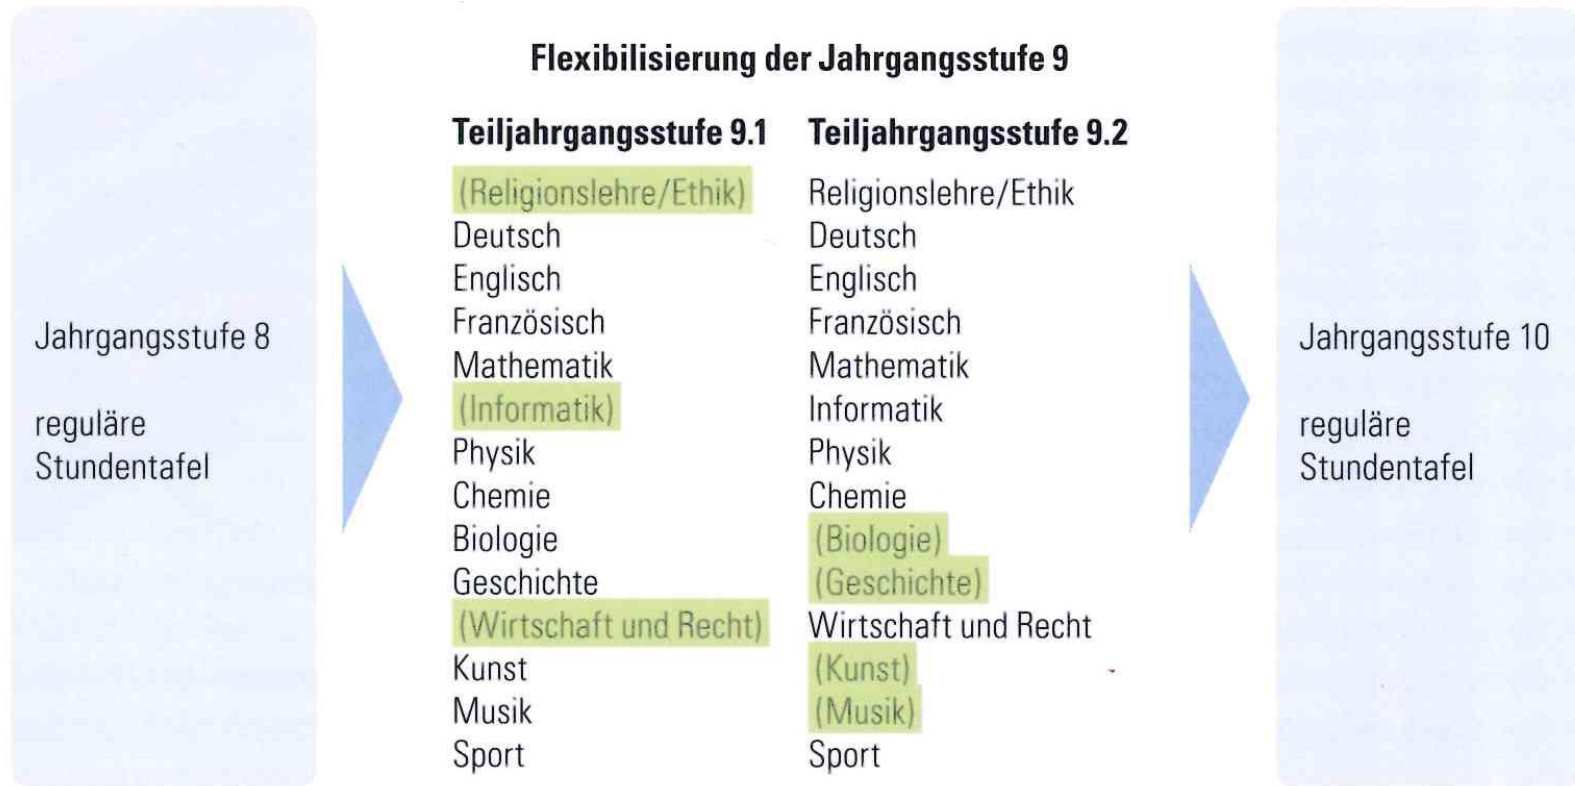 Flexibilisierung der Jahrgangsstufe 9
Jahrgangsstufe 8
reguläre
Stundentafel
Teiljahrgangsstufe 9.1
(Religionslehre/Ethik)
Deutsch
Englisch
Französisch
Mathematik
(Informatik)
Physik
Chemie
Biologie
Geschichte
(Wirtschaft und Recht)
Kunst
Musik
Sport
Teiljahrgangsstufe 9.2
Religionslehre/Ethik
Deutsch
Englisch
Französisch
Mathematik
Informatik
Physik
Chemie
(Biologie)
(Geschichte)
Wirtschaft und Recht
(Kunst)
(Musik)
Sport
Jahrgangsstufe 10
reguläre
Stundentafel